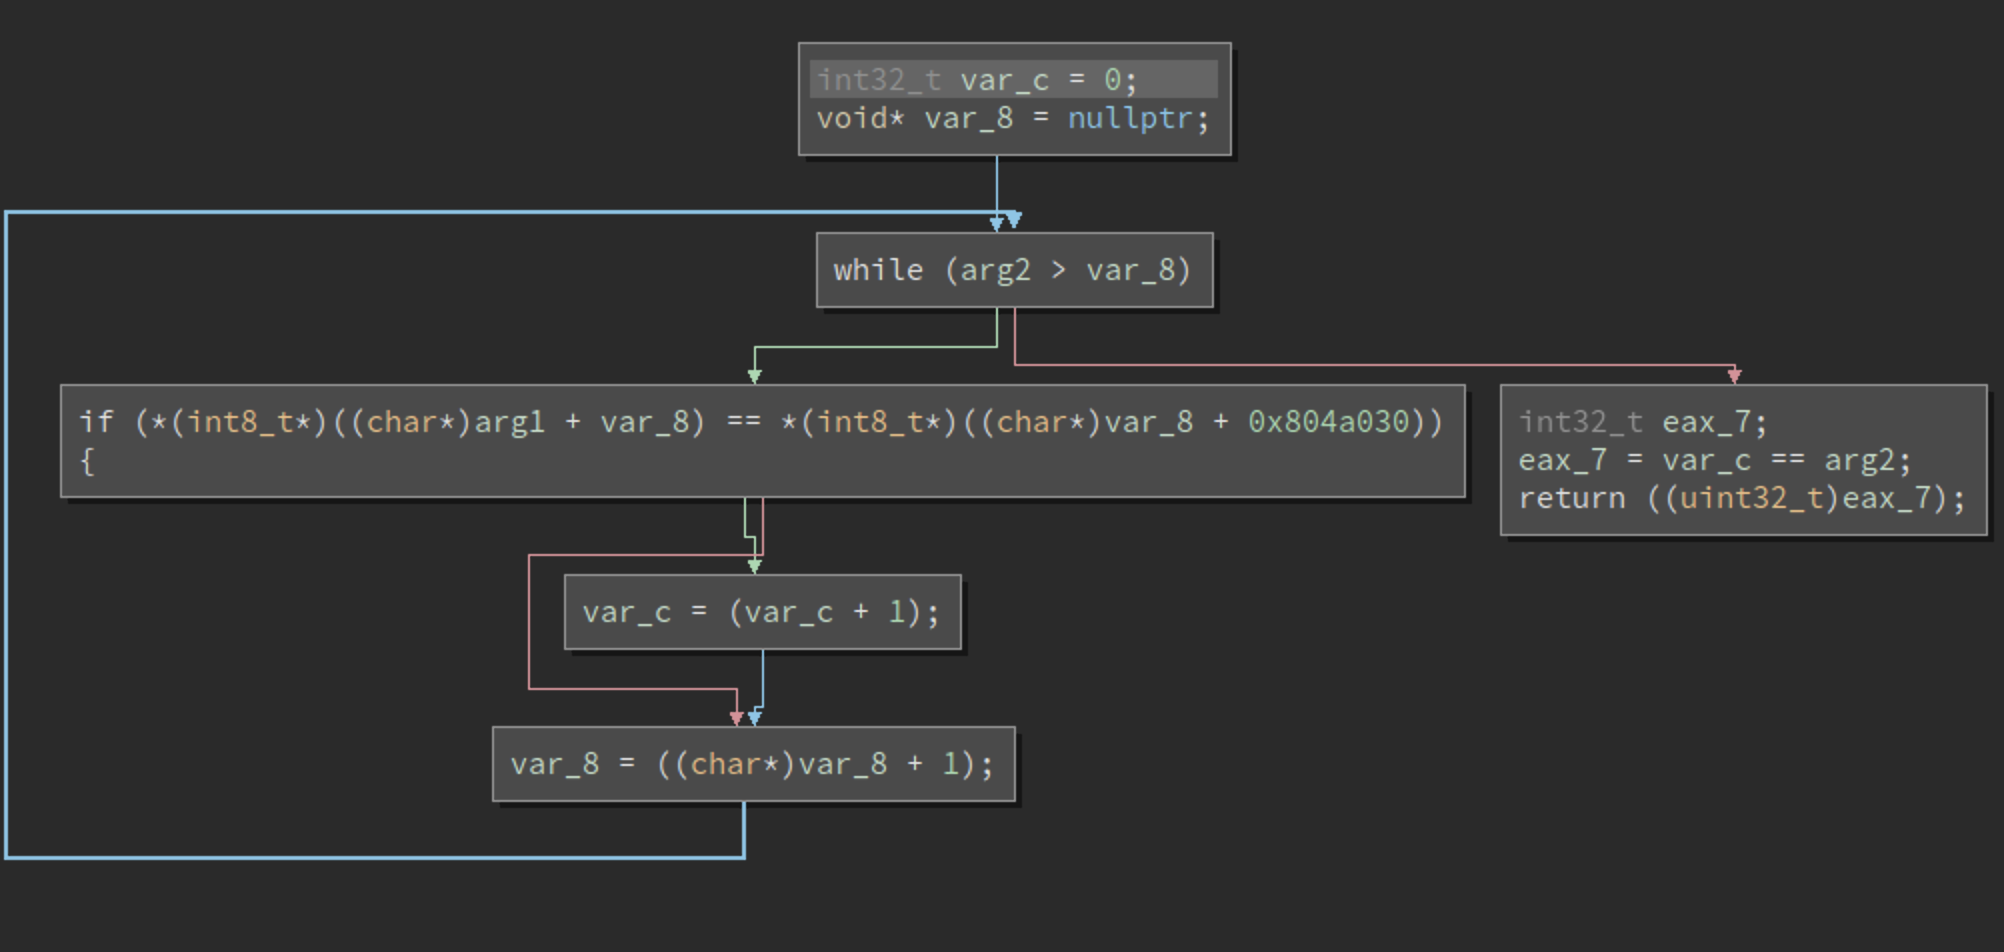 int32_t var_c = 0;
void* var_8 = nullptr;
while (arg2 > var_8)
if (*(int8_t*)((char*)arg1 + var_8) == *(int8_t*)((char*)var_8 + 0x804a030))
{
int32_t eax_7;
eax_7 = var_c == arg2;
return ((uint32_t)eax_7);
var_c = (var_c + 1);
var_8 = ((char*)var_8 + 1);